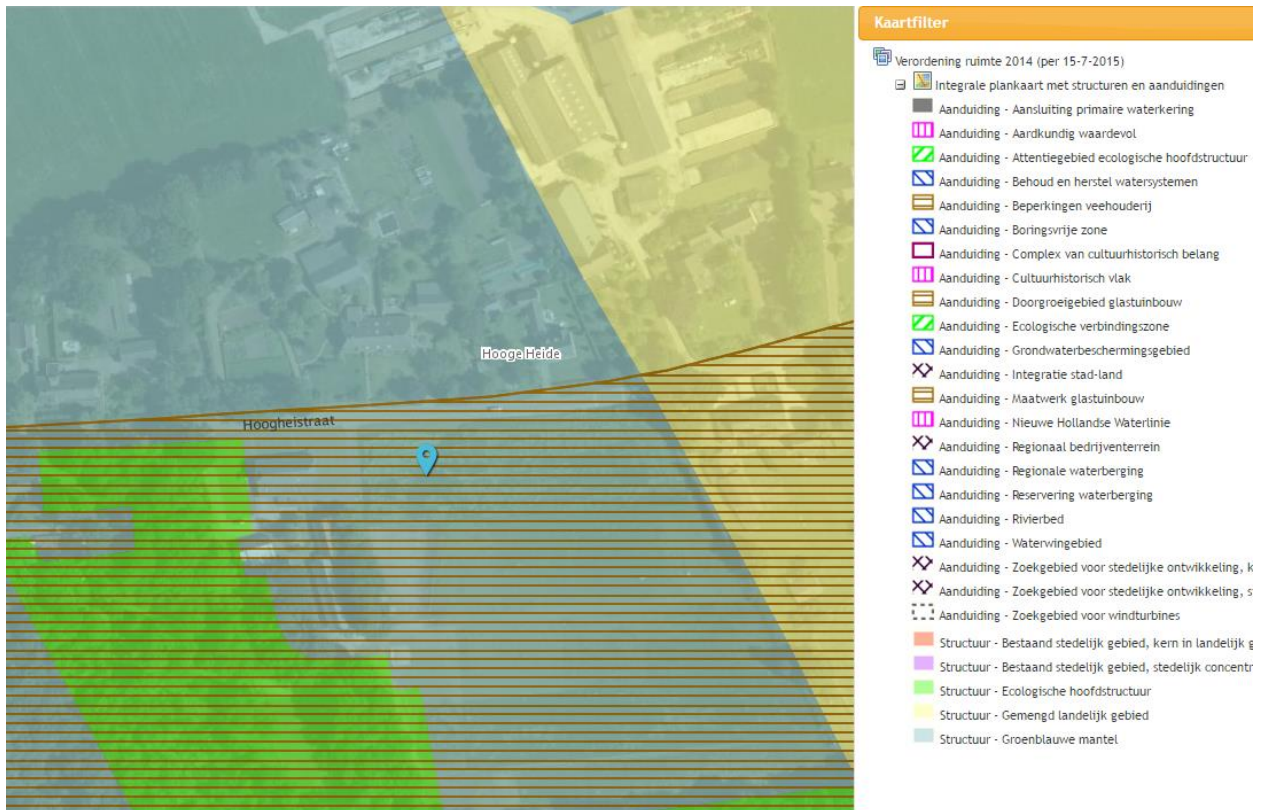 Hooge Heide
Hoogheistraat
Kaartfilter
Verordening ruimte 2014 (per 15-7-2015)
Integrale plankaart met structuren en aanduidingen
Aanduiding - Aansluiting primaire waterkering
Aanduiding - Aardkundig waardevol
Aanduiding - Attentiegebied ecologische hoofdstructuur
Aanduiding - Behoud en herstel watersystemen
Aanduiding - Beperkingen veehouderij
Aanduiding - Boringsvrije zone
Aanduiding - Complex van cultuurhistorisch belang
Aanduiding - Cultuurhistorisch vlak
Aanduiding - Doorgroeigebied glastuinbouw
Aanduiding - Ecologische verbindingszone
Aanduiding - Grondwaterbeschermingsgebied
Aanduiding - Integratie stad-land
Aanduiding - Maatwerk glastuinbouw
Aanduiding - Nieuwe Hollandse Waterlinie
Aanduiding - Regionaal bedrijventerrein
Aanduiding - Regionale waterberging
Aanduiding - Reservering waterberging
Aanduiding - Rivierbed
Aanduiding - Waterwingebied
Aanduiding - Zoekgebied voor stedelijke ontwikkeling, k
Aanduiding - Zoekgebied voor stedelijke ontwikkeling, s
Aanduiding - Zoekgebied voor windturbines
Structuur - Bestaand stedelijk gebied, kern in landelijk g
Structuur - Bestaand stedelijk gebied, stedelijk concentr
Structuur - Ecologische hoofdstructuur
Structuur - Gemengd landelijk gebied
Structuur - Groenblauwe mantel